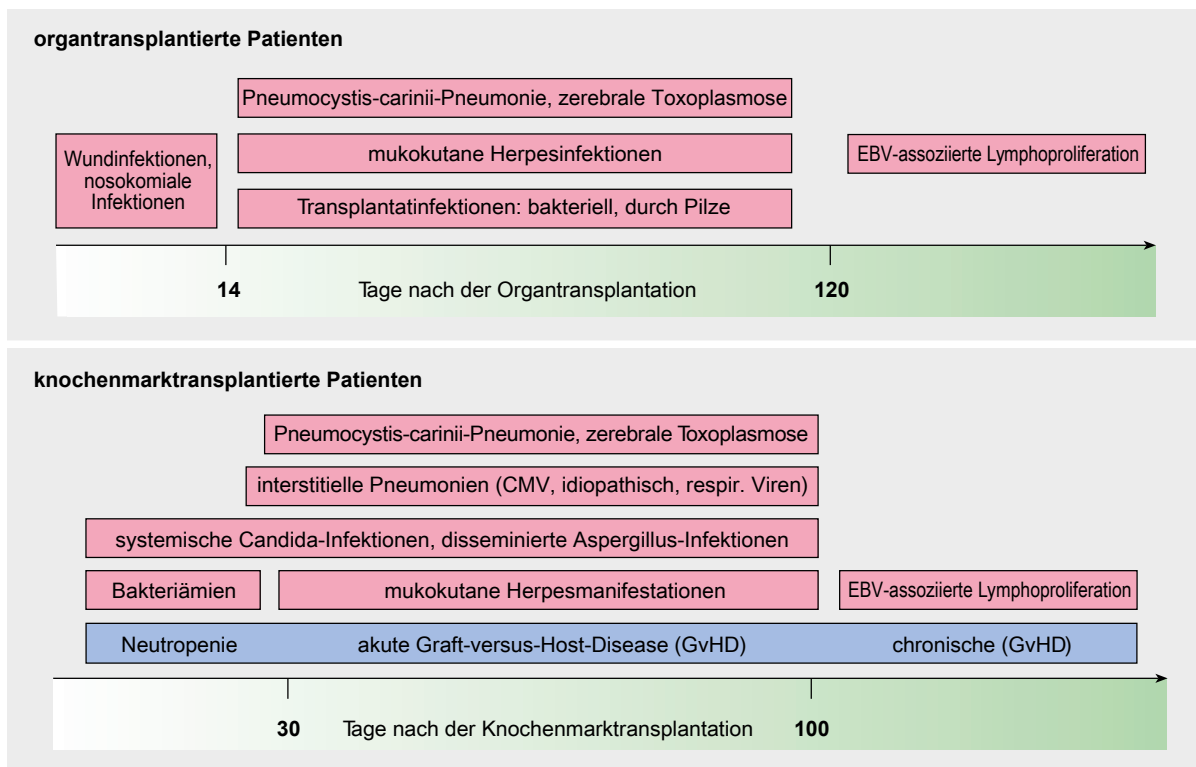 organtransplantierte Patienten
Pneumocystis-carinii-Pneumonie, zerebrale Toxoplasmose
Wundinfektionen,
nosokomiale
Infektionen
mukokutane Herpesinfektionen
EBV-assoziierte Lymphoproliferation
Transplantatinfektionen: bakteriell, durch Pilze
14 Tage nach der Organtransplantation 120
knochenmarktransplantierte Patienten
Pneumocystis-carinii-Pneumonie, zerebrale Toxoplasmose
interstitielle Pneumonien (CMV, idiopathisch, respir. Viren)
systemische Candida-Infektionen, disseminierte Aspergillus-Infektionen
Bakteriämien mukokutane Herpesmanifestationen EBV-assoziierte Lymphoproliferation
Neutropenie akute Graft-versus-Host-Disease (GvHD) chronische (GvHD)
30 Tage nach der Knochenmarktransplantation 100